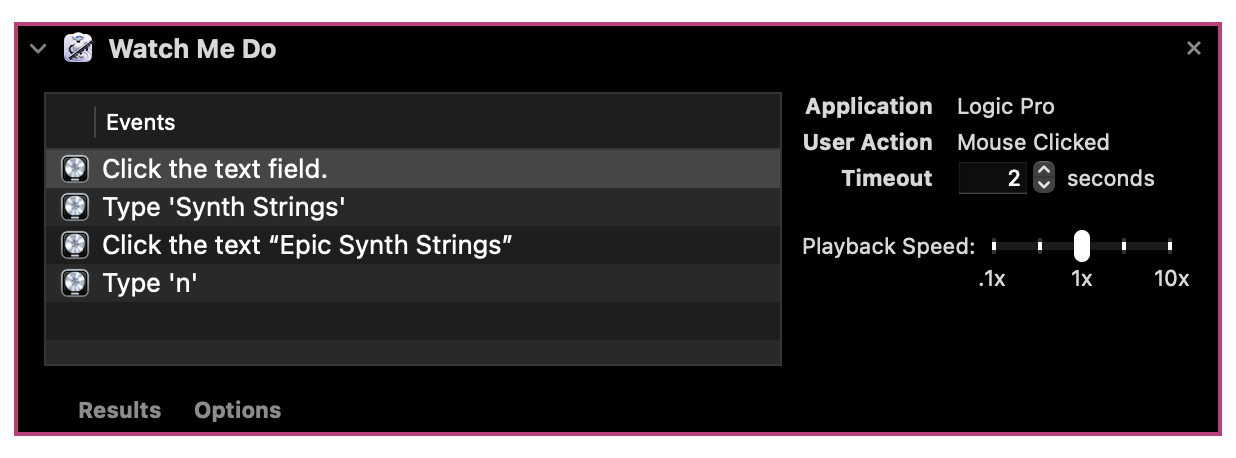 Watch Me Do
Events
Click the text field.
Type 'Synth Strings'
Click the text “Epic Synth Strings”
Type 'n'
Application Logic Pro
User Action Mouse Clicked
Timeout 2 seconds
Playback Speed:
.1x 1x 10x
Results Options